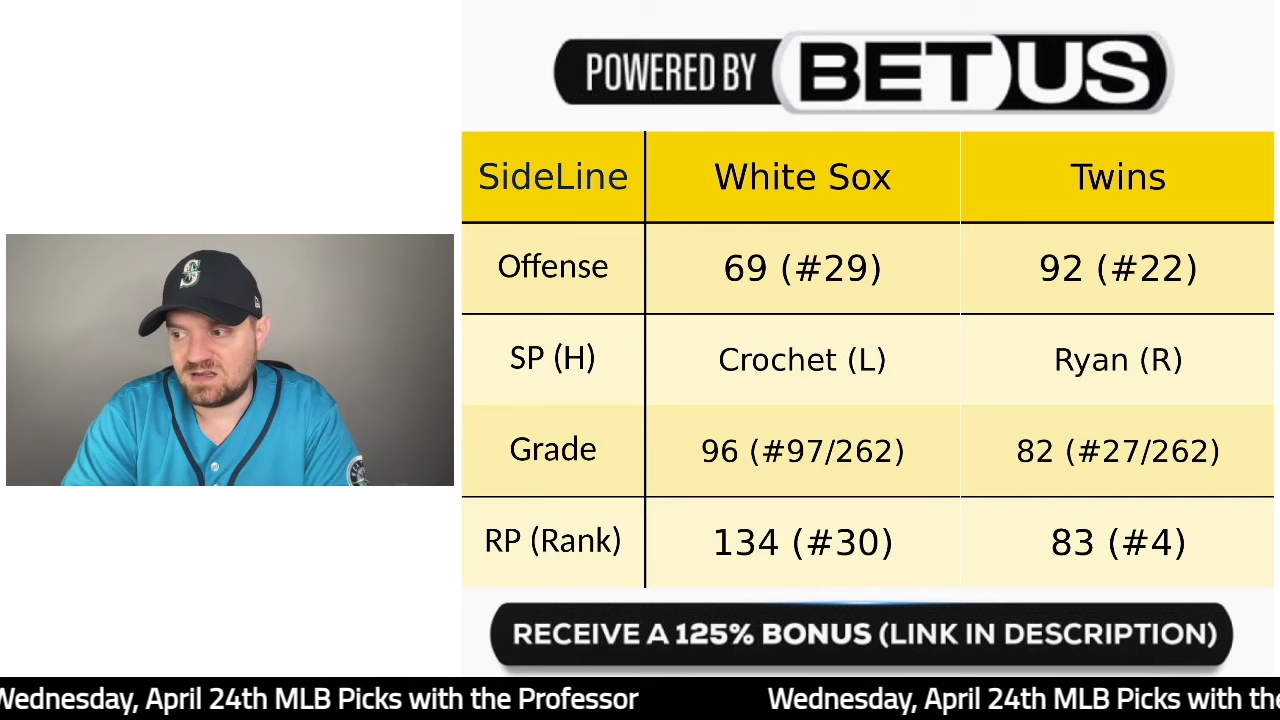 POWERED BY BETUS
SideLine White Sox Twins
Offense 69 (#29) 92 (#22)
SP (H) Crochet (L) Ryan (R)
Grade 96 (#97/262) 82 (#27/262)
RP (Rank) 134 (#30) 83 (#4)
RECEIVE A 125% BONUS (LINK IN DESCRIPTION)
Wednesday, April 24th MLB Picks with the Professor Wednesday, April 24th MLB Picks with the
S